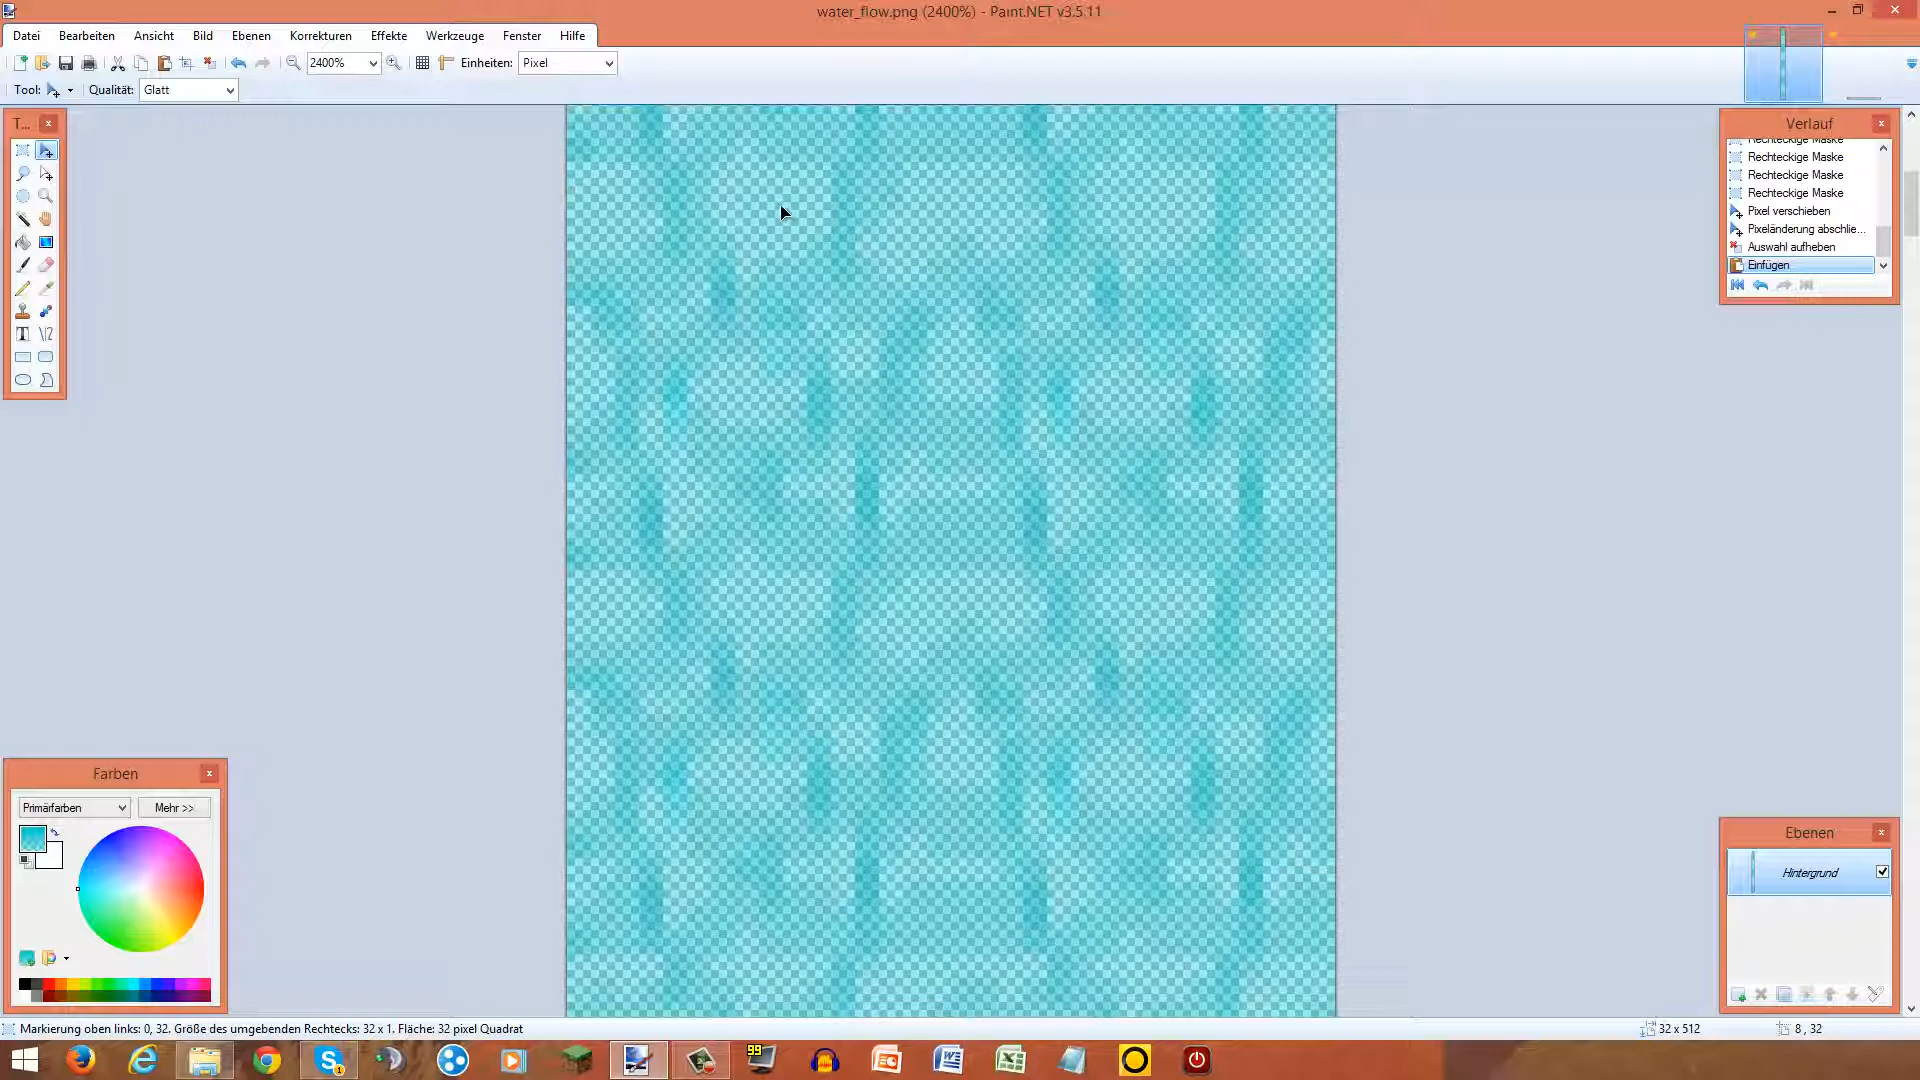 water_flow.png (2400%) - Paint.NET v3.5.11
Datei Bearbeiten Ansicht Bild Ebenen Korrekturen Effekte Werkzeuge Fenster Hilfe
2400% Einheiten: Pixel
Tool: Qualität: Glatt
T...
Verlauf
Rechteckige Maske
Rechteckige Maske
Rechteckige Maske
Rechteckige Maske
Pixel verschieben
Pixeländerung abschlie...
Auswahl aufheben
Einfügen
Farben
Primärfarben Mehr >>
Ebenen
Hintergrund
Markierung oben links: 0, 32. Größe des umgebenden Rechtecks: 32 x 1, Fläche: 32 pixel Quadrat
32 x 512
8, 32
99